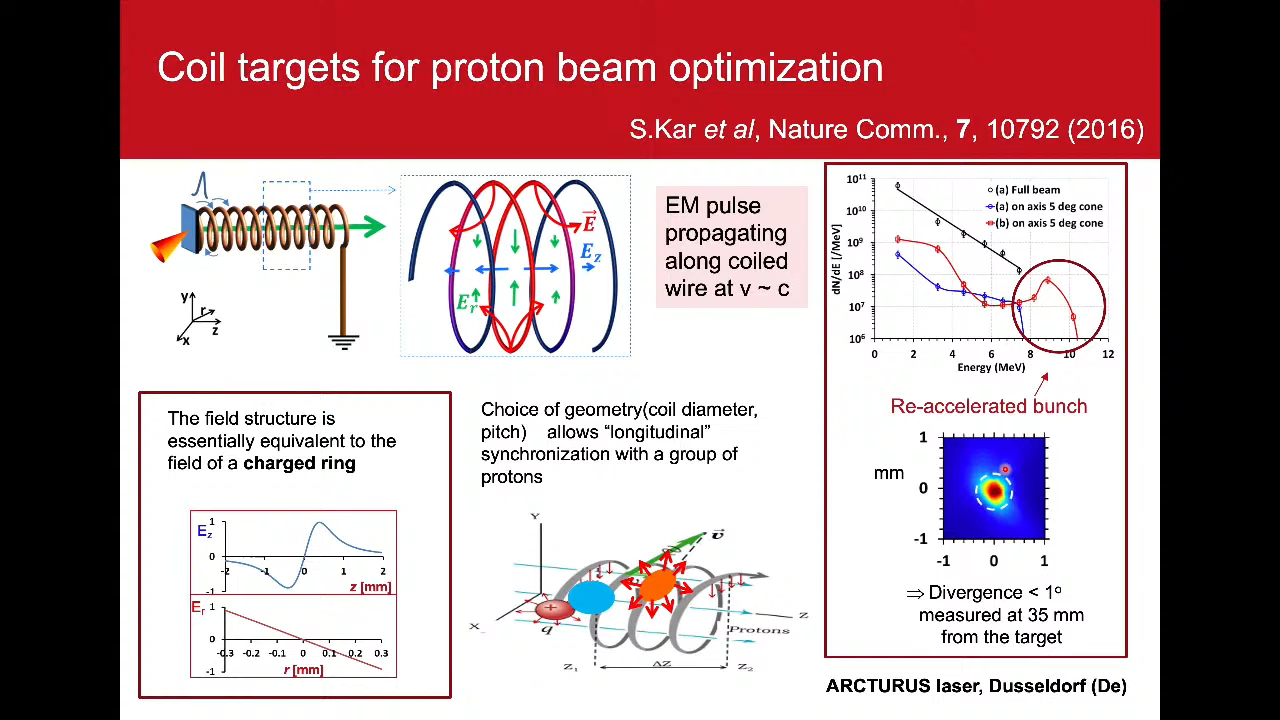 Coil targets for proton beam optimization
S.Kar et al, Nature Comm., 7, 10792 (2016)
E⃗
E_z
E_r
y
r
z
x
EM pulse
propagating
along coiled
wire at v ~ c
10¹¹
10¹⁰
10⁹
10⁸
10⁷
10⁶
dN/dE [/MeV]
(a) Full beam
(a) on axis 5 deg cone
(b) on axis 5 deg cone
0 2 4 6 8 10 12
Energy (MeV)
Re-accelerated bunch
1
mm
0
-1
-1 0 1
⇒ Divergence < 1º
measured at 35 mm
from the target
ARCTURUS laser, Dusseldorf (De)
The field structure is
essentially equivalent to the
field of a charged ring
E_z
1
0
-1
-2 -1 0 1 2
z [mm]
E_r
1
0
-1
-0.3 -0.2 -0.1 0 0.1 0.2 0.3
r [mm]
Choice of geometry(coil diameter,
pitch) allows “longitudinal”
synchronization with a group of
protons
Y
v⃗
+
q
X
Z
Protons
Z₁ ΔZ Z₂